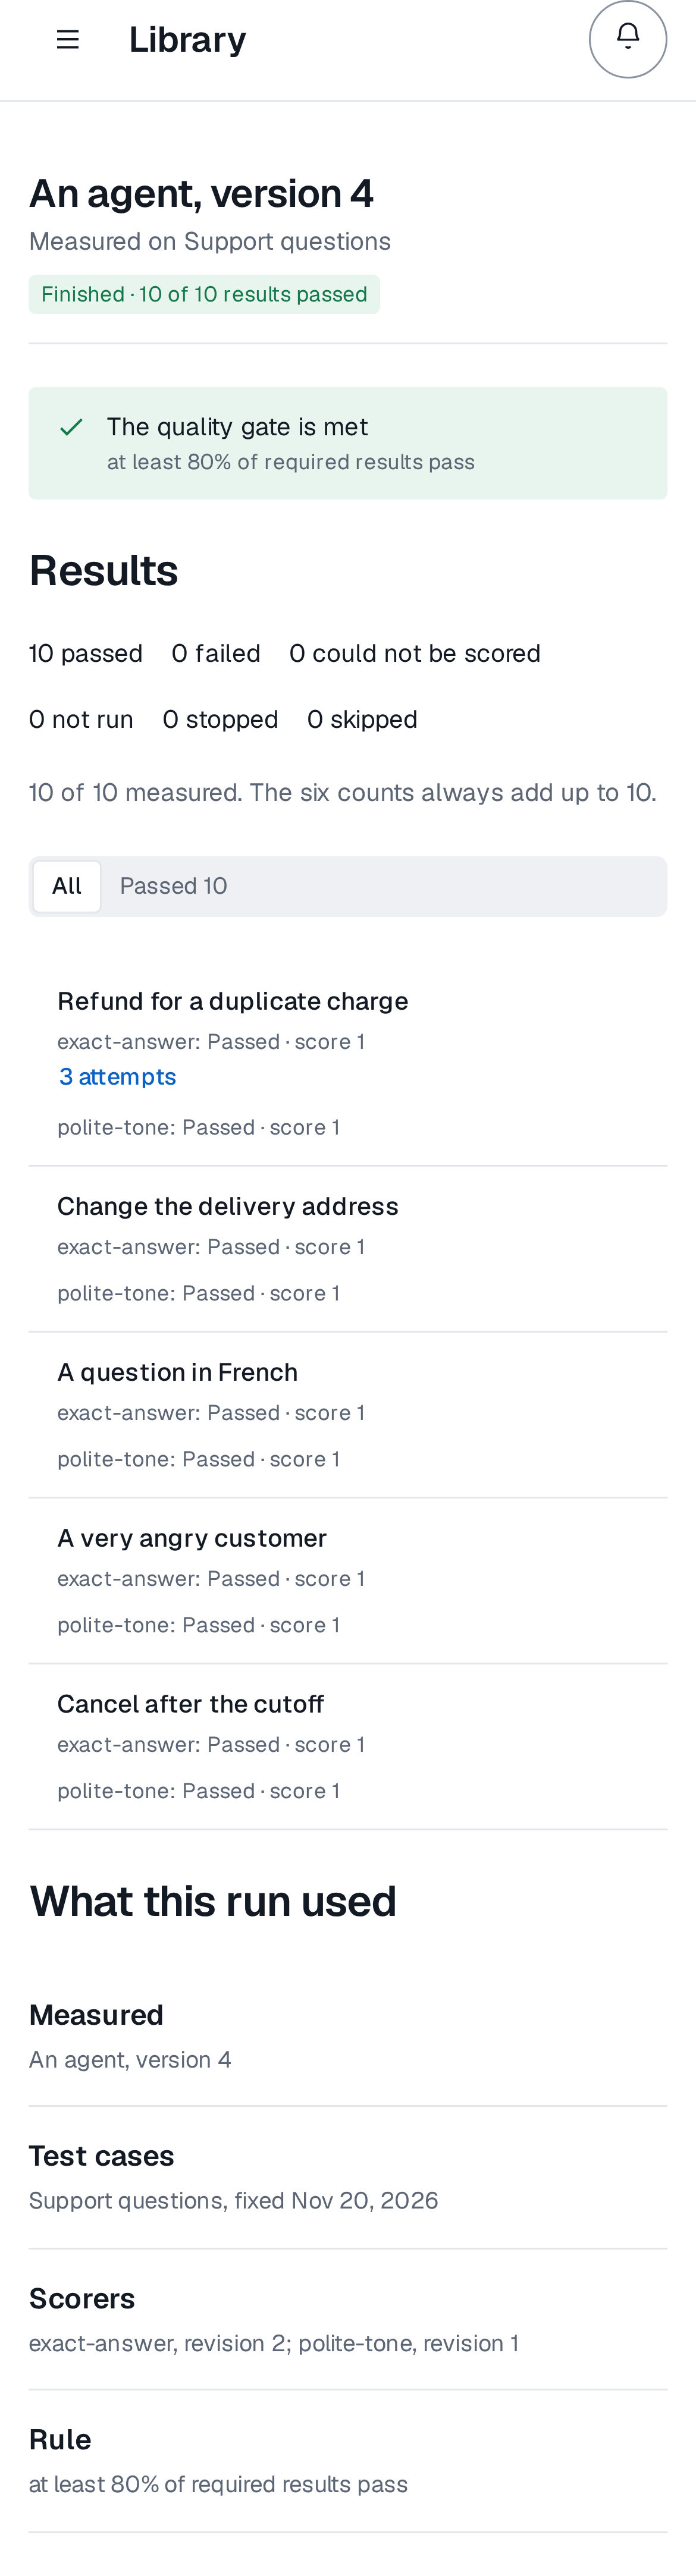 Library
An agent, version 4
Measured on Support questions
Finished · 10 of 10 results passed
The quality gate is met
at least 80% of required results pass
Results
10 passed 0 failed 0 could not be scored
0 not run 0 stopped 0 skipped
10 of 10 measured. The six counts always add up to 10.
All Passed 10
Refund for a duplicate charge
exact-answer: Passed · score 1
3 attempts
polite-tone: Passed · score 1
Change the delivery address
exact-answer: Passed · score 1
polite-tone: Passed · score 1
A question in French
exact-answer: Passed · score 1
polite-tone: Passed · score 1
A very angry customer
exact-answer: Passed · score 1
polite-tone: Passed · score 1
Cancel after the cutoff
exact-answer: Passed · score 1
polite-tone: Passed · score 1
What this run used
Measured
An agent, version 4
Test cases
Support questions, fixed Nov 20, 2026
Scorers
exact-answer, revision 2; polite-tone, revision 1
Rule
at least 80% of required results pass